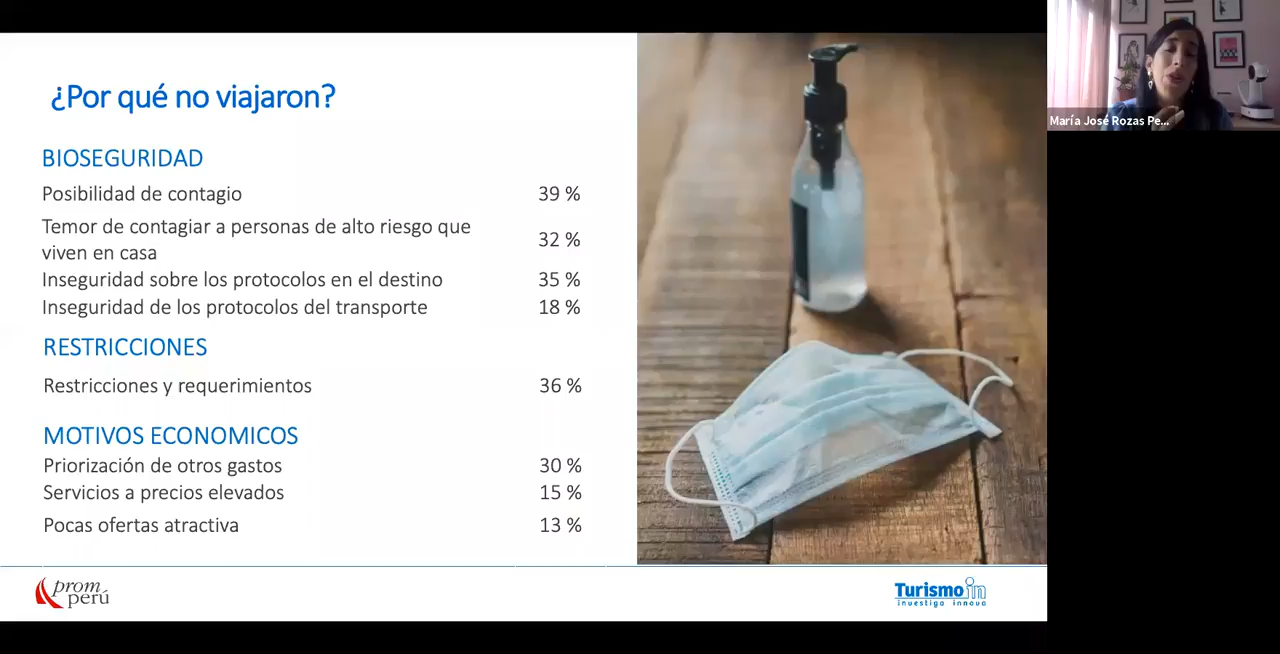 ¿Por qué no viajaron?
BIOSEGURIDAD
Posibilidad de contagio 39 %
Temor de contagiar a personas de alto riesgo que
viven en casa 32 %
Inseguridad sobre los protocolos en el destino 35 %
Inseguridad de los protocolos del transporte 18 %
RESTRICCIONES
Restricciones y requerimientos 36 %
MOTIVOS ECONOMICOS
Priorización de otros gastos 30 %
Servicios a precios elevados 15 %
Pocas ofertas atractiva 13 %
prom
perú
Turismo in
investiga innova
María José Rozas Pe...